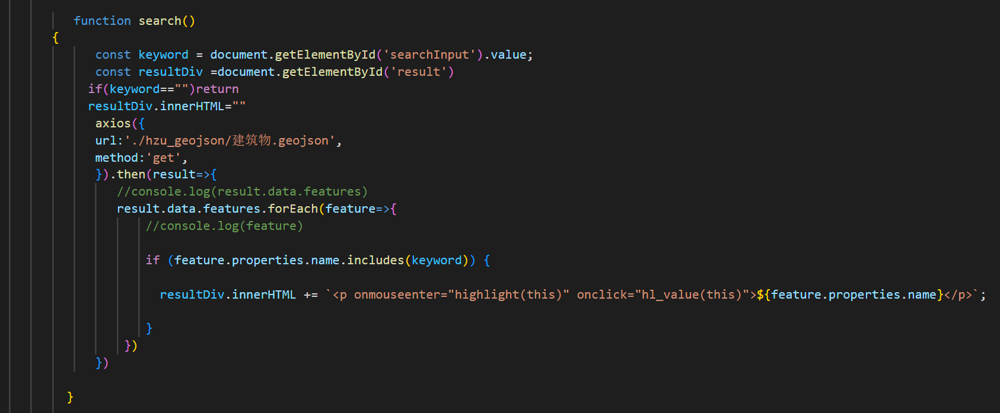 function search()
{
const keyword = document.getElementById('searchInput').value;
const resultDiv =document.getElementById('result')
if(keyword=="")return
resultDiv.innerHTML=""
axios({
url:'./hzu_geojson/建筑物.geojson',
method:'get',
}).then(result=>{
//console.log(result.data.features)
result.data.features.forEach(feature=>{
//console.log(feature)
if (feature.properties.name.includes(keyword)) {
resultDiv.innerHTML += `<p onmouseenter="highlight(this)" onclick="hl_value(this)">${feature.properties.name}</p>`;
}
})
})
}